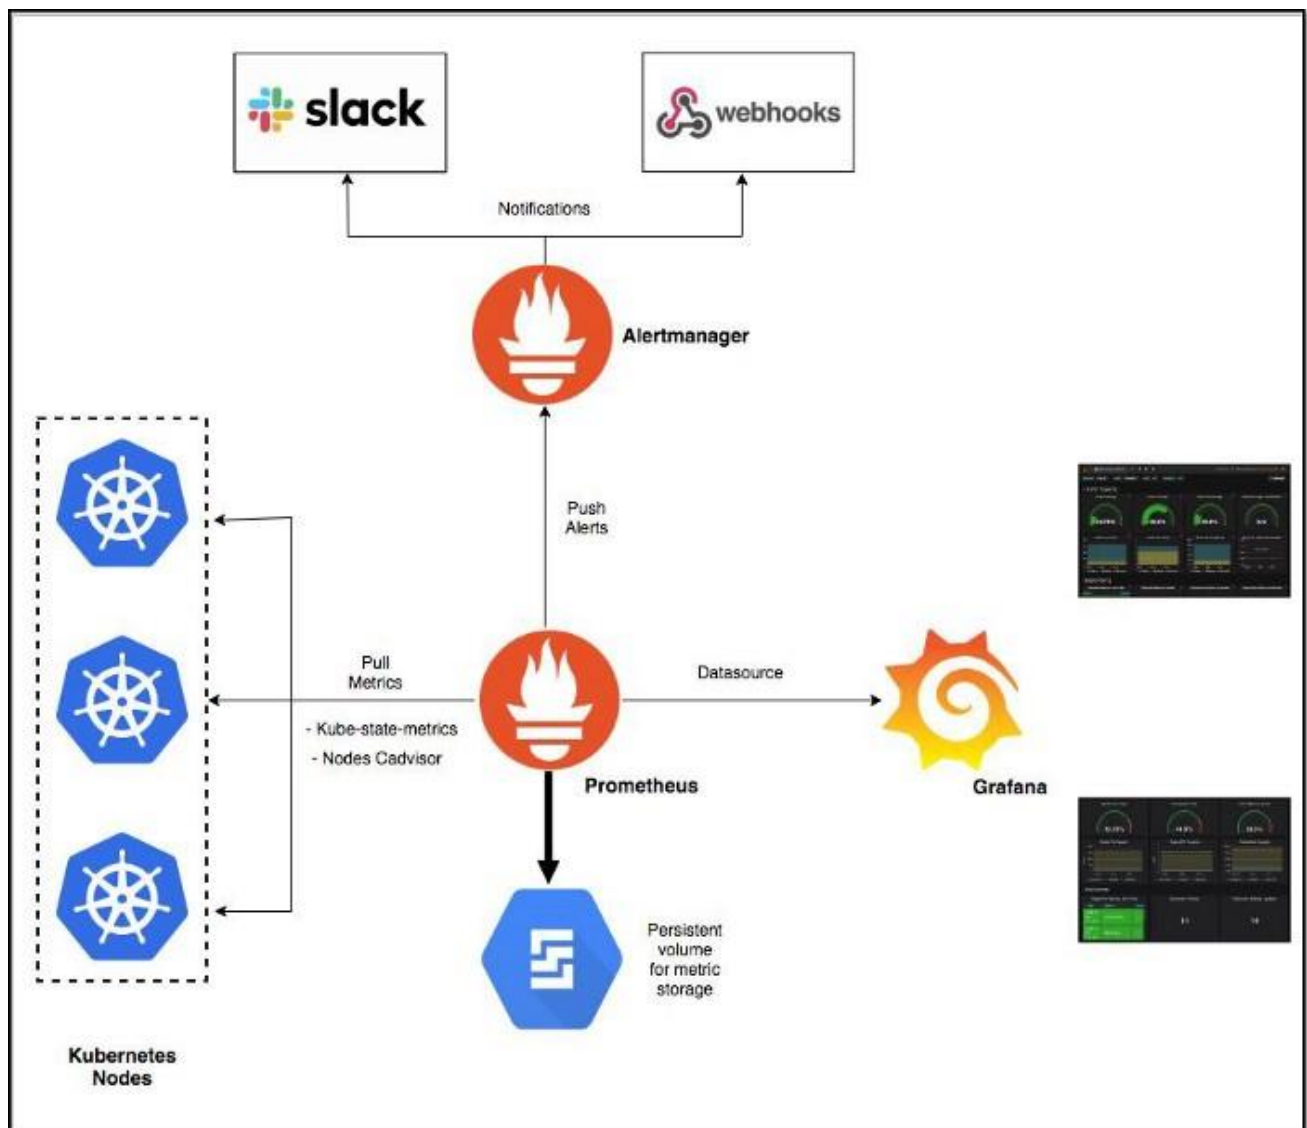 slack
webhooks
Notifications
Alertmanager
Push
Alerts
Pull
Metrics
Datasource
- Kube-state-metrics
- Nodes Cadvisor
Prometheus
Grafana
Persistent
volume
for metric
storage
Kubernetes
Nodes